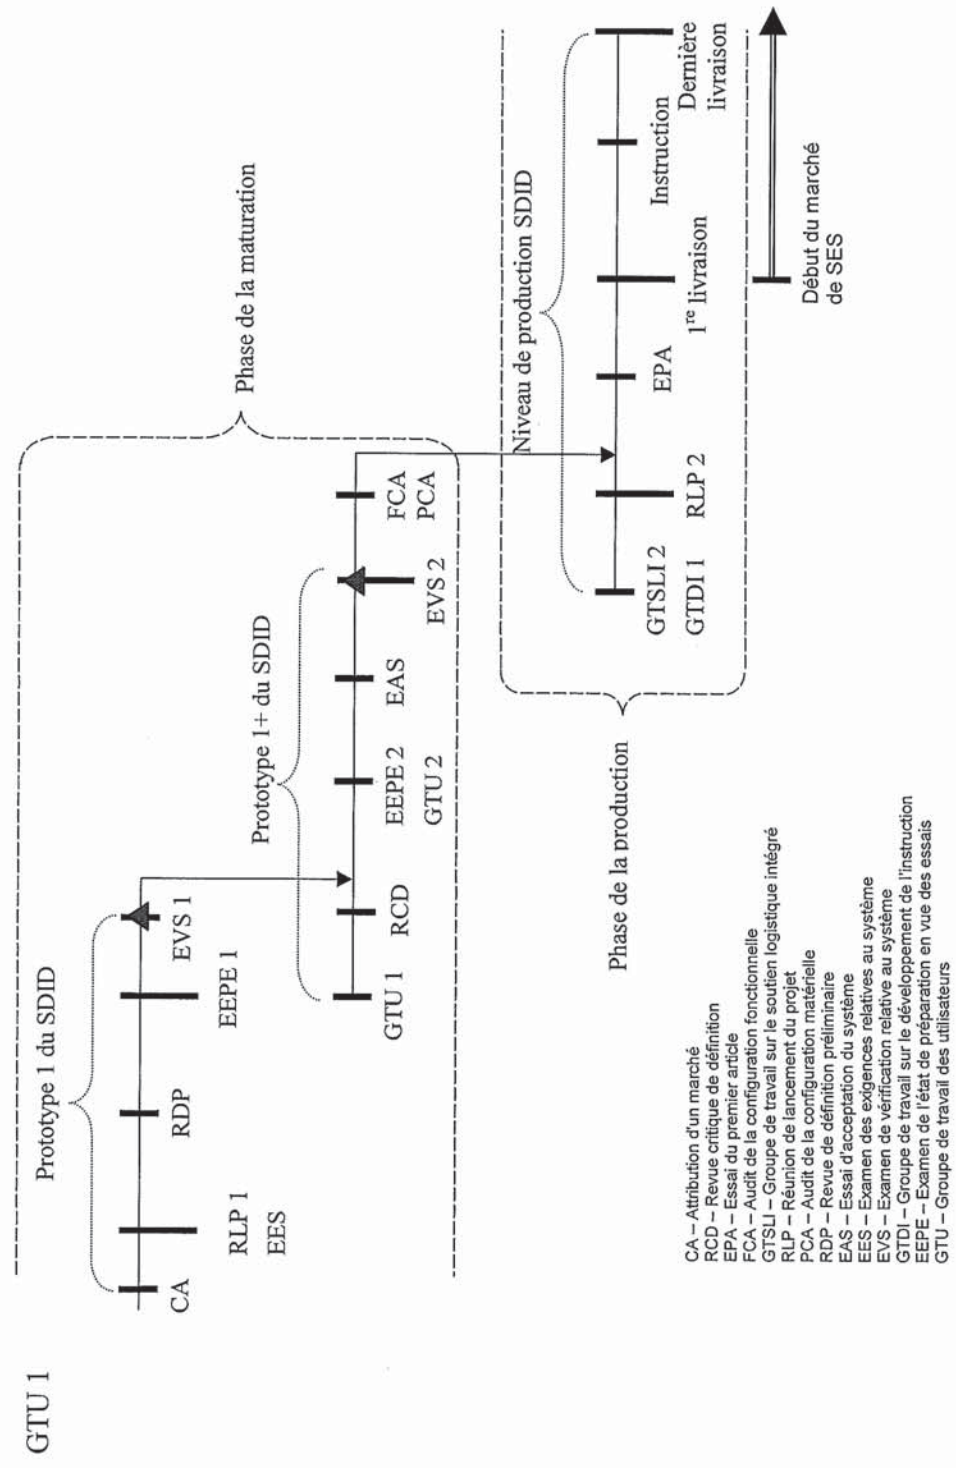 GTU 1
Prototype 1 du SDID
CA
RLP 1
EES
RDP
EEPE 1
EVS 1
Phase de la maturation
Prototype 1+ du SDID
GTU 1
RCD
EEPE 2
GTU 2
EAS
EVS 2
FCA
PCA
Phase de la production
Niveau de production SDID
GTSLI 2
GTDI 1
RLP 2
EPA
1re livraison
Instruction
Dernière
livraison
Début du marché
de SES
CA – Attribution d'un marché
RCD – Revue critique de définition
EPA – Essai du premier article
FCA – Audit de la configuration fonctionnelle
GTSLI – Groupe de travail sur le soutien logistique intégré
RLP – Réunion de lancement du projet
PCA – Audit de la configuration matérielle
RDP – Revue de définition préliminaire
EAS – Essai d'acceptation du système
EES – Examen des exigences relatives au système
EVS – Examen de vérification relative au système
GTDI – Groupe de travail sur le développement de l'instruction
EEPE – Examen de l'état de préparation en vue des essais
GTU – Groupe de travail des utilisateurs